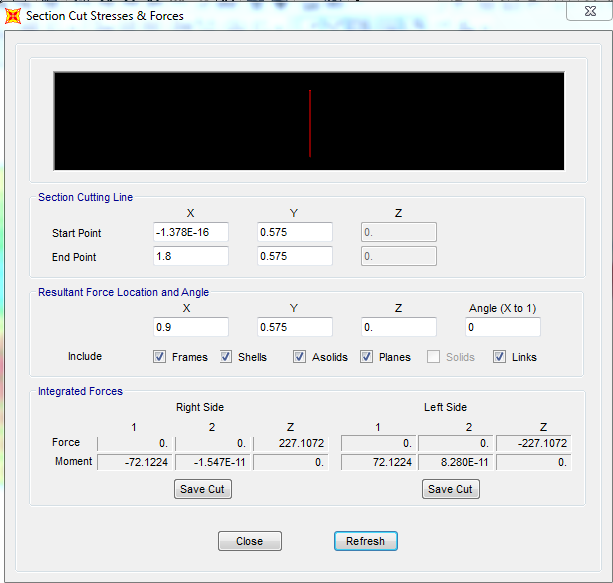 Section Cut Stresses & Forces
Section Cutting Line
X Y Z
Start Point -1.378E-16 0.575 0.
End Point 1.8 0.575 0.
Resultant Force Location and Angle
X Y Z Angle (X to 1)
0.9 0.575 0. 0
Include Frames Shells Asolids Planes Solids Links
Integrated Forces
Right Side Left Side
1 2 Z 1 2 Z
Force 0. 0. 227.1072 0. 0. -227.1072
Moment -72.1224 -1.547E-11 0. 72.1224 8.280E-11 0.
Save Cut Save Cut
Close Refresh